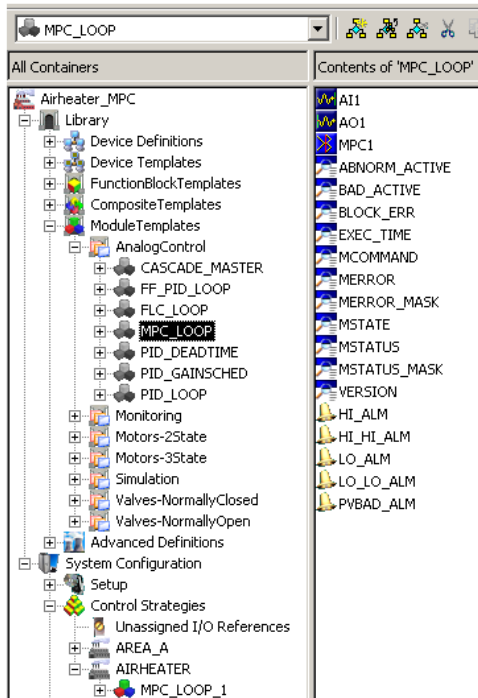 MPC_LOOP
All Containers
Airheater_MPC
Library
Device Definitions
Device Templates
FunctionBlockTemplates
CompositeTemplates
ModuleTemplates
AnalogControl
CASCADE_MASTER
FF_PID_LOOP
FLC_LOOP
MPC_LOOP
PID_DEADTIME
PID_GAINSCHED
PID_LOOP
Monitoring
Motors-2State
Motors-3State
Simulation
Valves-NormallyClosed
Valves-NormallyOpen
Advanced Definitions
System Configuration
Setup
Control Strategies
Unassigned I/O References
AREA_A
AIRHEATER
MPC_LOOP_1
Contents of 'MPC_LOOP'
AI1
AO1
MPC1
ABNORM_ACTIVE
BAD_ACTIVE
BLOCK_ERR
EXEC_TIME
MCOMMAND
MERROR
MERROR_MASK
MSTATE
MSTATUS
MSTATUS_MASK
VERSION
HI_ALM
HI_HI_ALM
LO_ALM
LO_LO_ALM
PVBAD_ALM